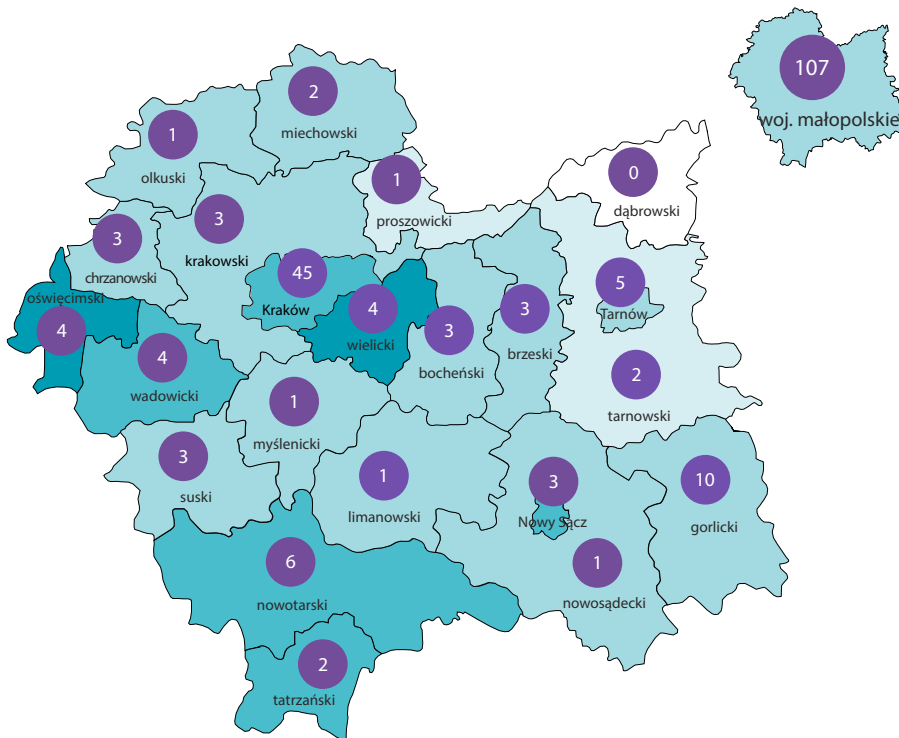 107
woj. małopolskie
2
miechowski
1
olkuski
1
proszowicki
0
dąbrowski
3
krakowski
3
chrzanowski
45
Kraków
5
Tarnów
oświęcimski
4
4
wielicki
3
bocheński
3
brzeski
4
wadowicki
2
tarnowski
1
myślenicki
3
suski
1
limanowski
3
Nowy Sącz
10
gorlicki
6
nowotarski
1
nowosądecki
2
tatrzański